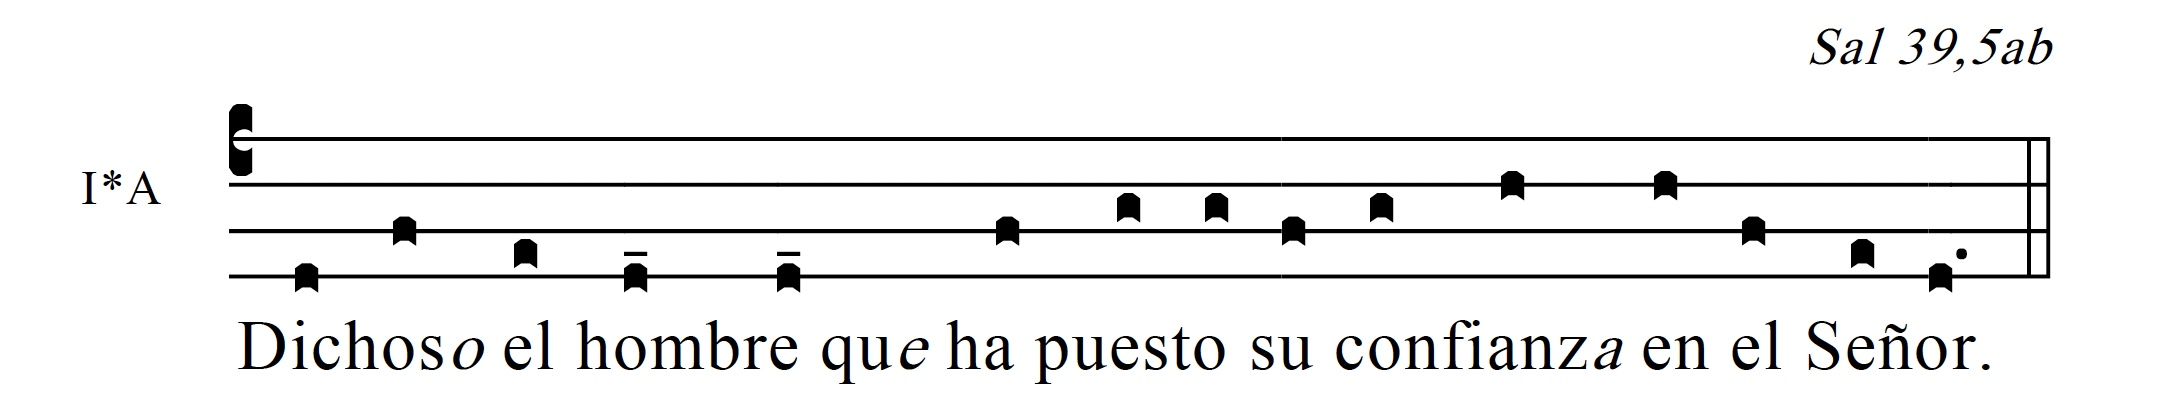 Sal 39,5ab
I*A
Dichoso el hombre que ha puesto su confianza en el Señor.